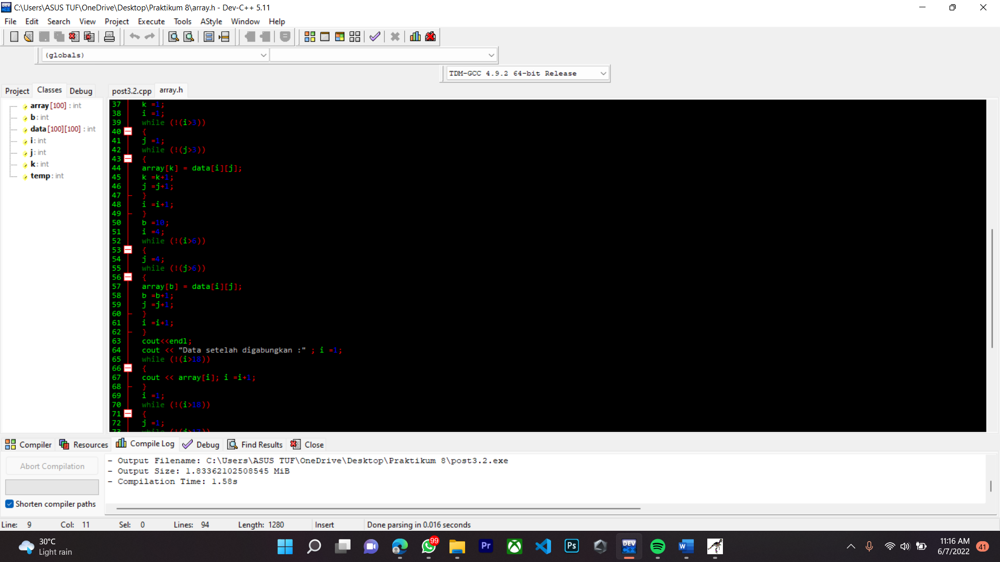 C:\Users\ASUS TUF\OneDrive\Desktop\Praktikum 8\array.h - Dev-C++ 5.11
File Edit Search View Project Execute Tools AStyle Window Help
(globals)
TDM-GCC 4.9.2 64-bit Release
Project Classes Debug
post3.2.cpp array.h
array [100] : int
b : int
data [100][100] : int
i : int
j : int
k : int
temp : int
37 k =1;
38 i =1;
39 while (!(i>3))
40 {
41 j =1;
42 while (!(j>3))
43 {
44 array[k] = data[i][j];
45 k =k+1;
46 j =j+1;
47 }
48 i =i+1;
49 }
50 b =10;
51 i =4;
52 while (!(i>6))
53 {
54 j =4;
55 while (!(j>6))
56 {
57 array[b] = data[i][j];
58 b =b+1;
59 j =j+1;
60 }
61 i =i+1;
62 }
63 cout<<endl;
64 cout << "Data setelah digabungkan :" ; i =1;
65 while (!(i>18))
66 {
67 cout << array[i]; i =i+1;
68 }
69 i =1;
70 while (!(i>18))
71 {
72 j =1;
73 while (!(j>17))
Compiler Resources Compile Log Debug Find Results Close
Abort Compilation
Shorten compiler paths
- Output Filename: C:\Users\ASUS TUF\OneDrive\Desktop\Praktikum 8\post3.2.exe
- Output Size: 1.83362102508545 MiB
- Compilation Time: 1.58s
Line: 9 Col: 11 Sel: 0 Lines: 94 Length: 1280 Insert Done parsing in 0.016 seconds
30°C
Light rain
99
Pr
Ps
DEV C++
W
11:16 AM
6/7/2022
41